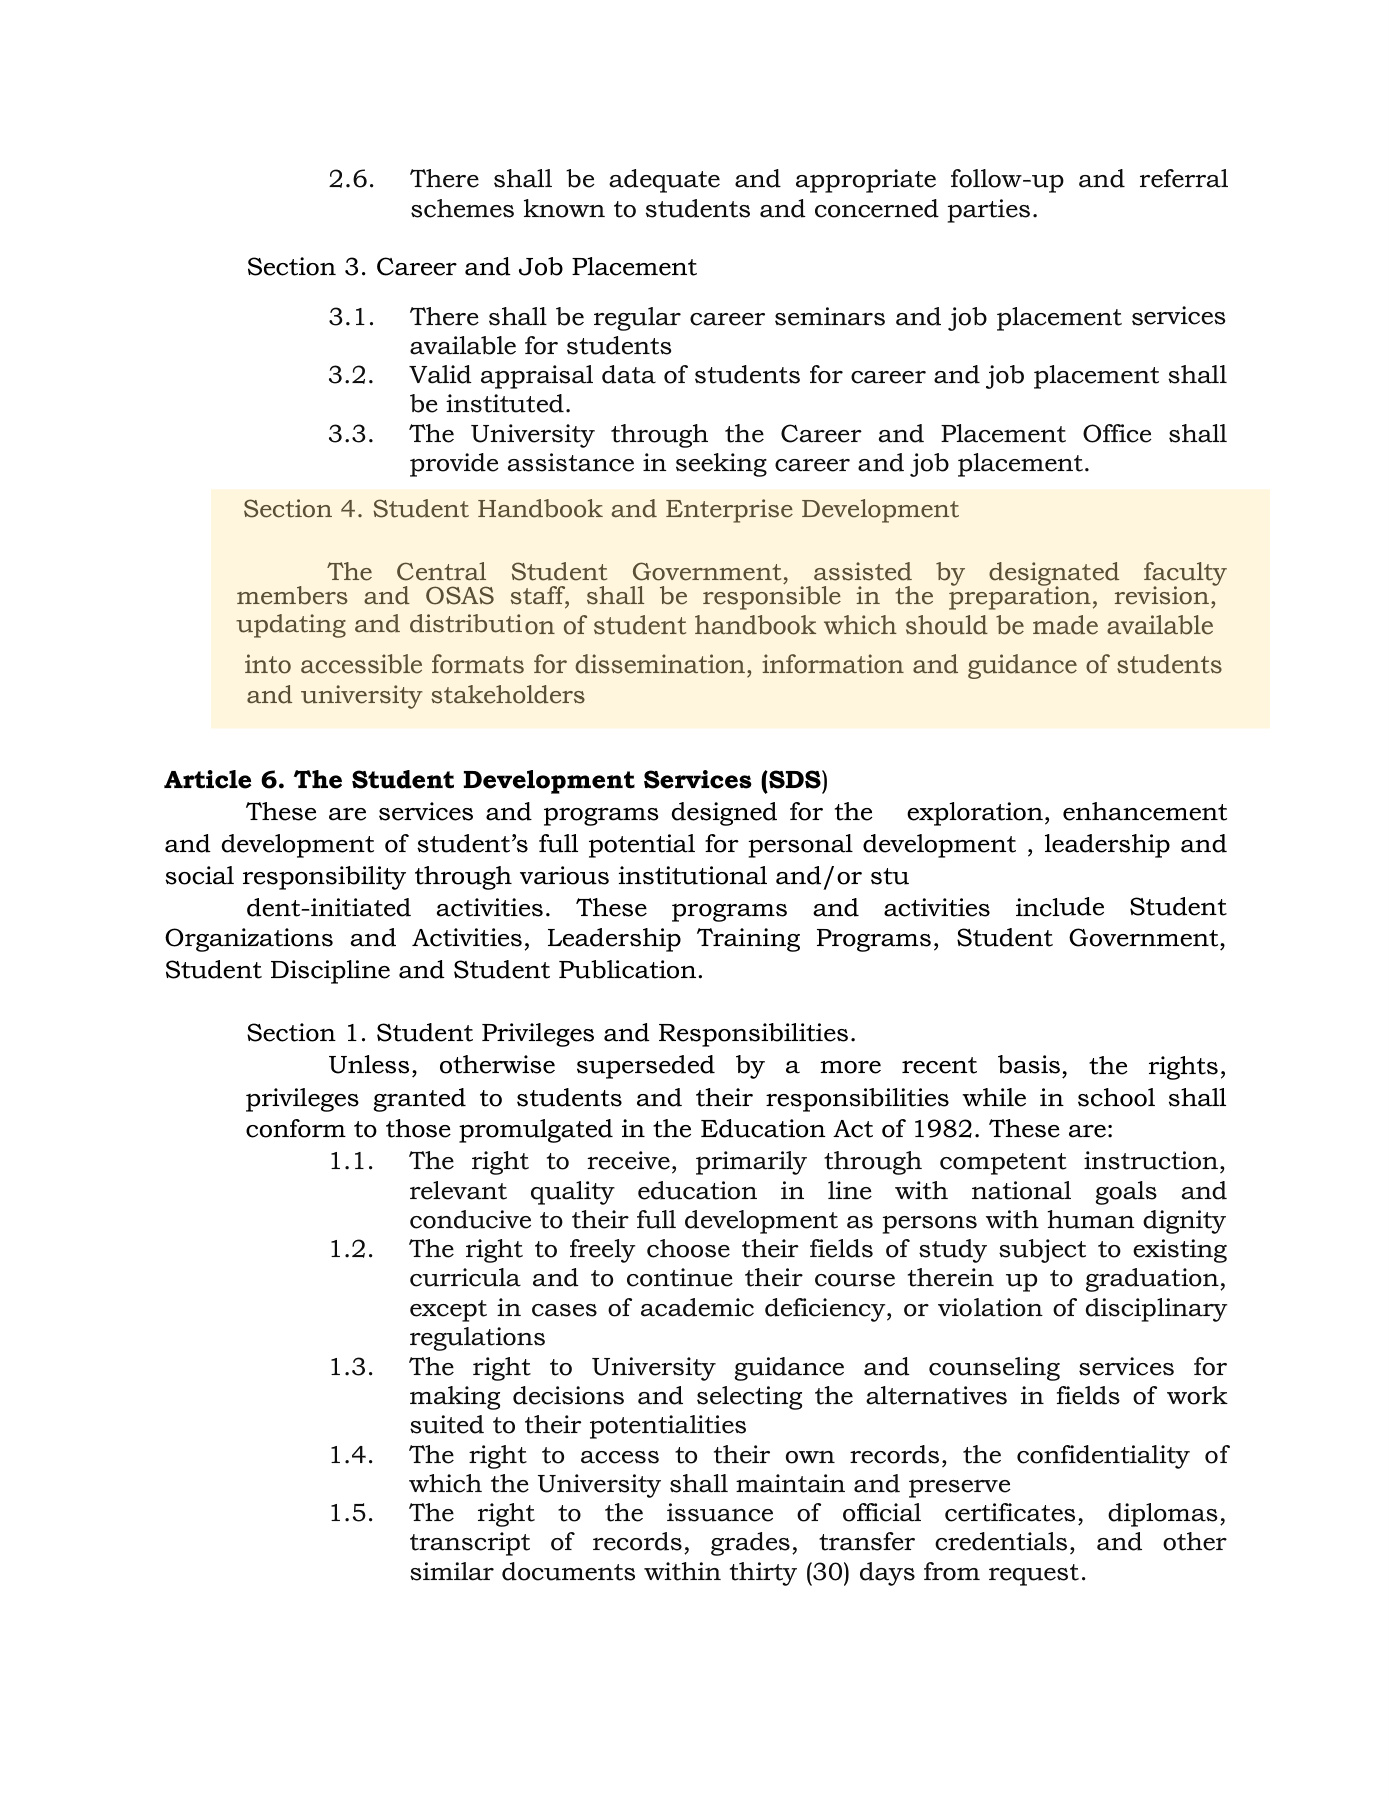 2.6. There shall be adequate and appropriate follow-up and referral
schemes known to students and concerned parties.
Section 3. Career and Job Placement
3.1. There shall be regular career seminars and job placement services
available for students
3.2. Valid appraisal data of students for career and job placement shall
be instituted.
3.3. The University through the Career and Placement Office shall
provide assistance in seeking career and job placement.
Section 4. Student Handbook and Enterprise Development
The Central Student Government, assisted by designated faculty
members and OSAS staff, shall be responsible in the preparation, revision,
updating and distribution of student handbook which should be made available
into accessible formats for dissemination, information and guidance of students
and university stakeholders
Article 6. The Student Development Services (SDS)
These are services and programs designed for the exploration, enhancement
and development of student’s full potential for personal development , leadership and
social responsibility through various institutional and/or stu
dent-initiated activities. These programs and activities include Student
Organizations and Activities, Leadership Training Programs, Student Government,
Student Discipline and Student Publication.
Section 1. Student Privileges and Responsibilities.
Unless, otherwise superseded by a more recent basis, the rights,
privileges granted to students and their responsibilities while in school shall
conform to those promulgated in the Education Act of 1982. These are:
1.1. The right to receive, primarily through competent instruction,
relevant quality education in line with national goals and
conducive to their full development as persons with human dignity
1.2. The right to freely choose their fields of study subject to existing
curricula and to continue their course therein up to graduation,
except in cases of academic deficiency, or violation of disciplinary
regulations
1.3. The right to University guidance and counseling services for
making decisions and selecting the alternatives in fields of work
suited to their potentialities
1.4. The right to access to their own records, the confidentiality of
which the University shall maintain and preserve
1.5. The right to the issuance of official certificates, diplomas,
transcript of records, grades, transfer credentials, and other
similar documents within thirty (30) days from request.